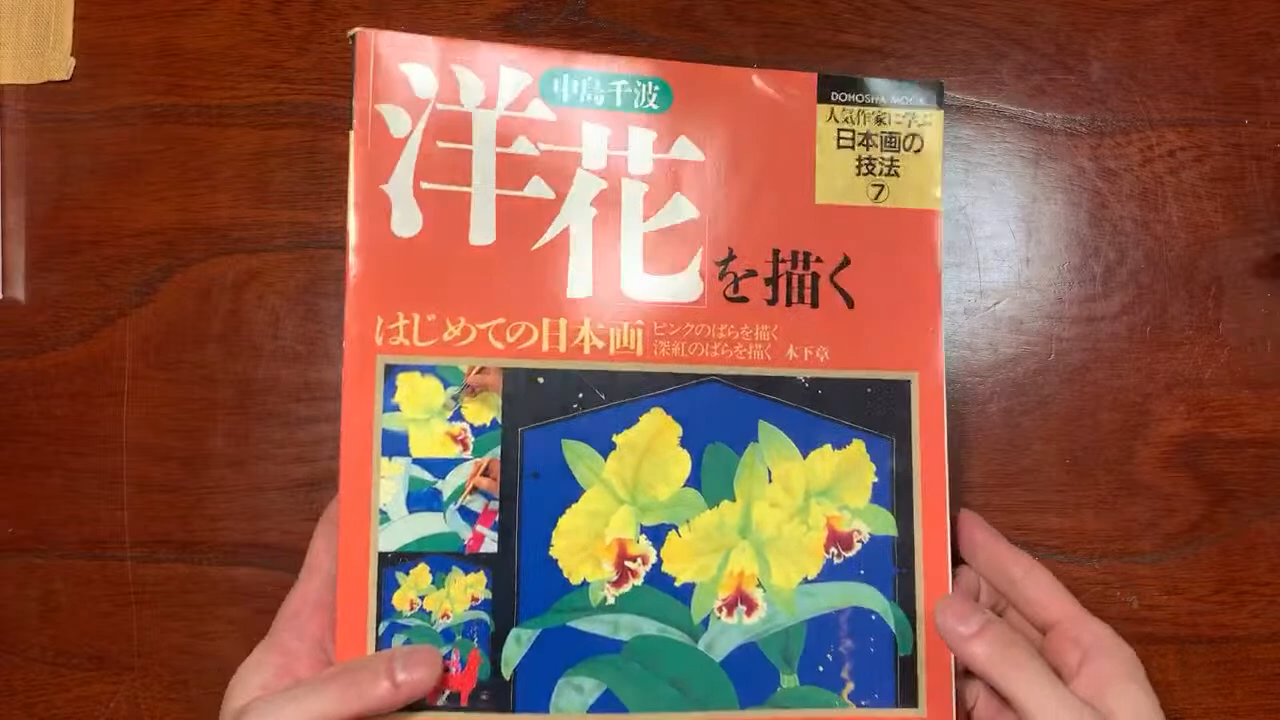 中島千波
洋花を描く
DOHOSHA MOOK
人気作家に学ぶ
日本画の
技法
⑦
はじめての日本画
ピンクのばらを描く
深紅のばらを描く 木下章